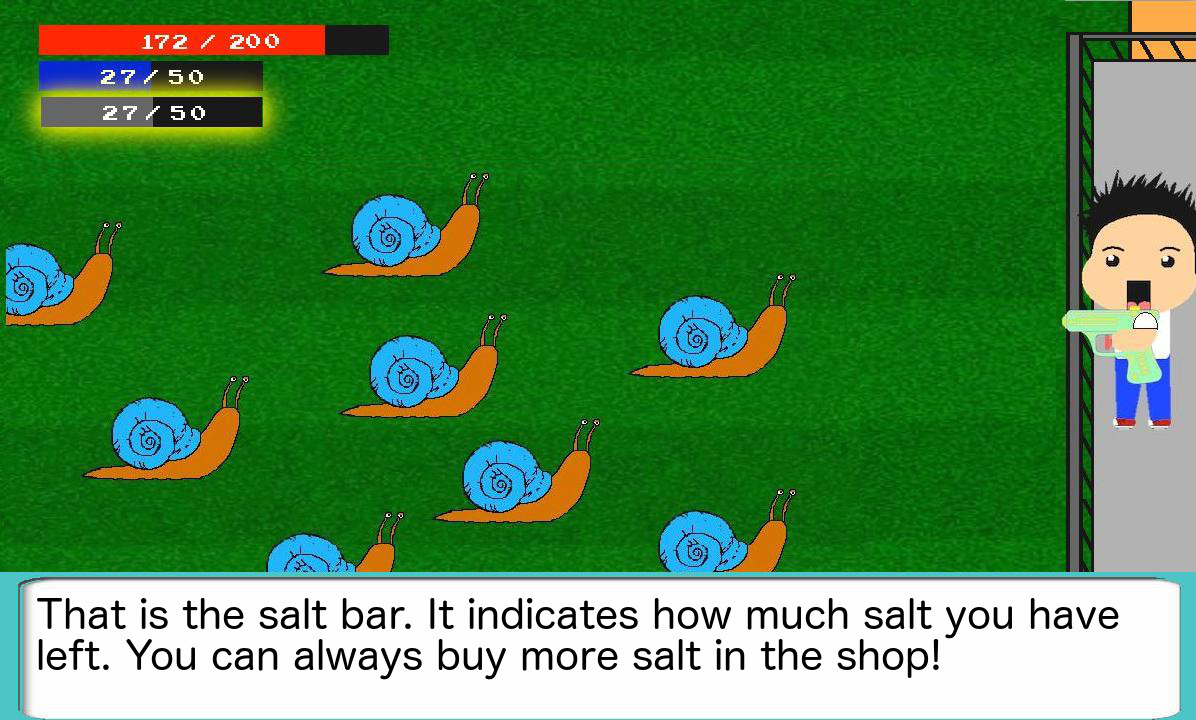 172 / 200
27/50
27/50
That is the salt bar. It indicates how much salt you have
left. You can always buy more salt in the shop!